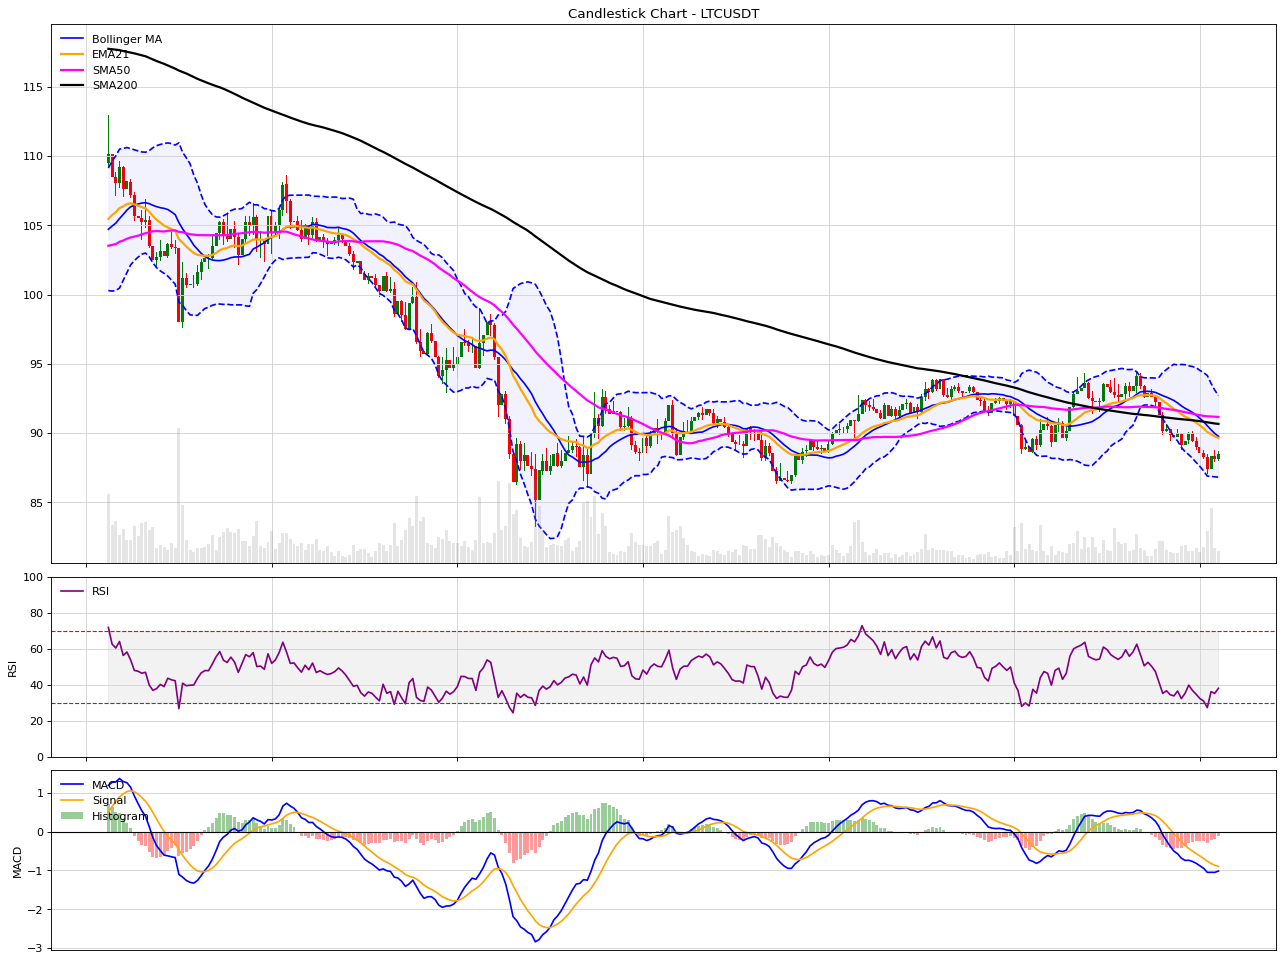 Candlestick Chart - LTCUSDT
Bollinger MA
EMA21
SMA50
SMA200
115
110
105
100
95
90
85
100
80
60
40
20
0
RSI
RSI
1
0
−1
−2
−3
MACD
MACD
Signal
Histogram